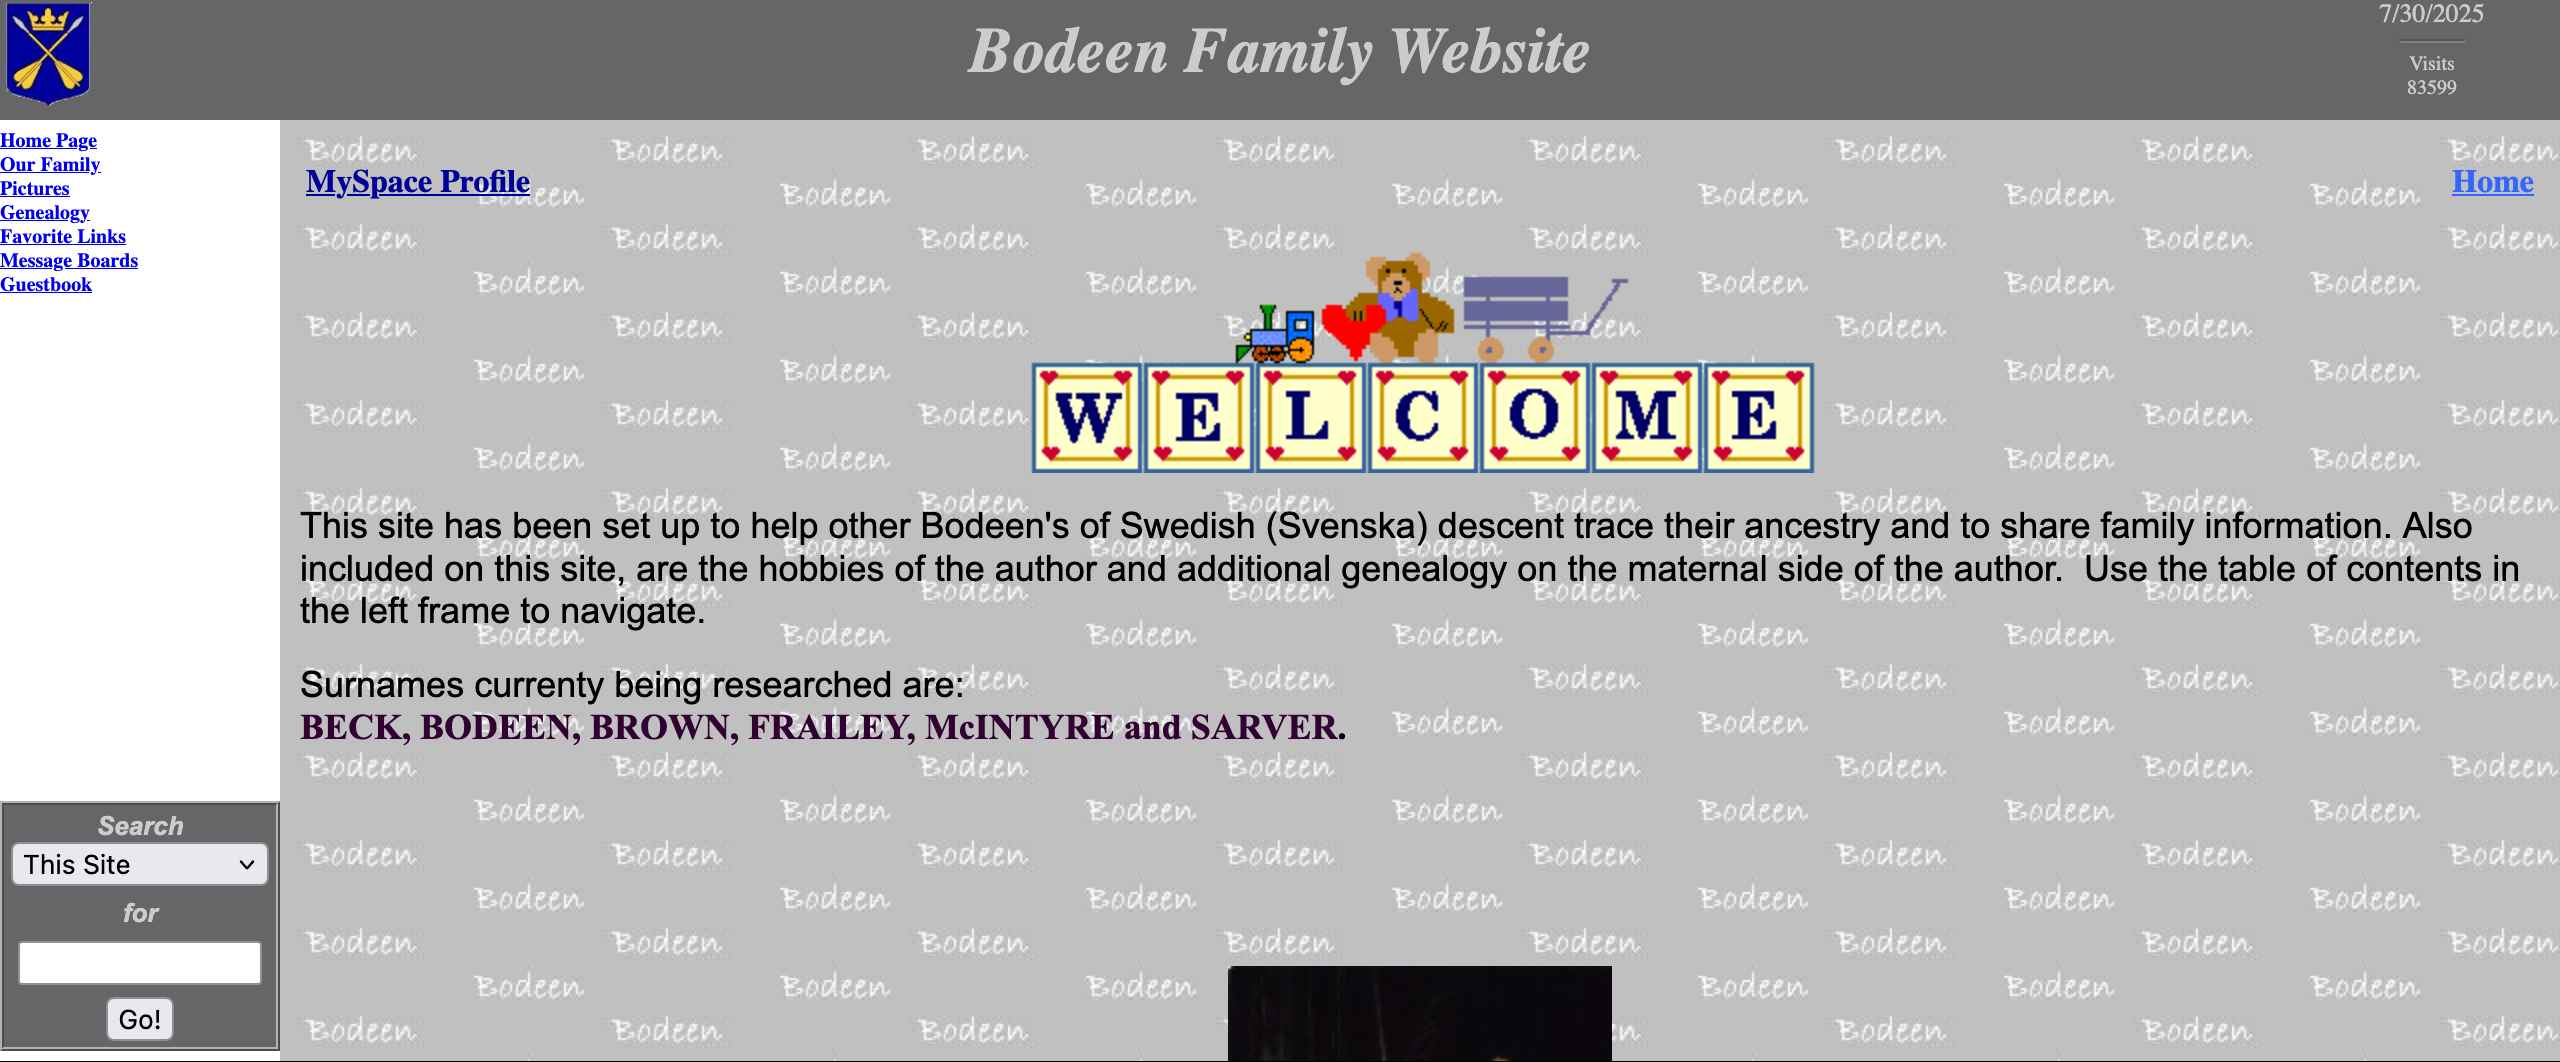 Bodeen Family Website
7/30/2025
Visits
83599
Home Page
Our Family
Pictures
Genealogy
Favorite Links
Message Boards
Guestbook
MySpace Profile
Home
WELCOME
This site has been set up to help other Bodeen's of Swedish (Svenska) descent trace their ancestry and to share family information. Also
included on this site, are the hobbies of the author and additional genealogy on the maternal side of the author.  Use the table of contents in
the left frame to navigate.
Surnames currenty being researched are:
BECK, BODEEN, BROWN, FRAILEY, McINTYRE and SARVER.
Search
This Site
for
Go!
Bodeen